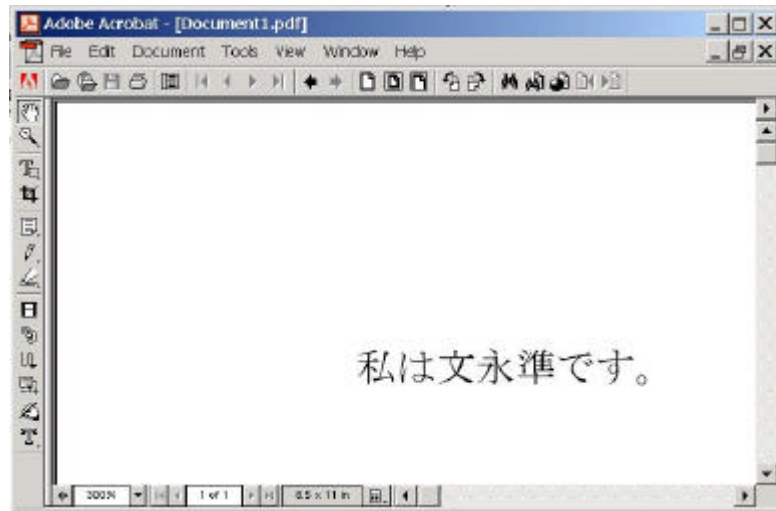 Adobe Acrobat - [Document1.pdf]
File Edit Document Tools View Window Help
私は文永準です。
300% 1 of 1 8.5 x 11 in